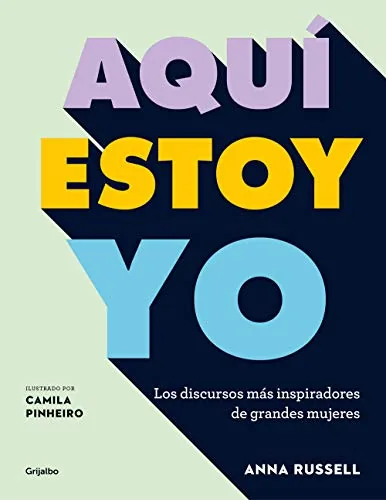 AQUÍ
ESTOY
YO
Los discursos más inspiradores
de grandes mujeres
ILUSTRADO POR
CAMILA
PINHEIRO
Grijalbo
ANNA RUSSELL